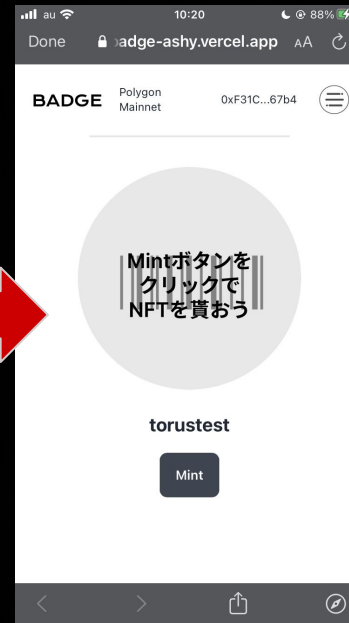 au 10:20 88%
Done adge-ashy.vercel.app AA
BADGE
Polygon
Mainnet
0xF31C...67b4
Mintボタンを
クリックで
NFTを貰おう
torustest
Mint